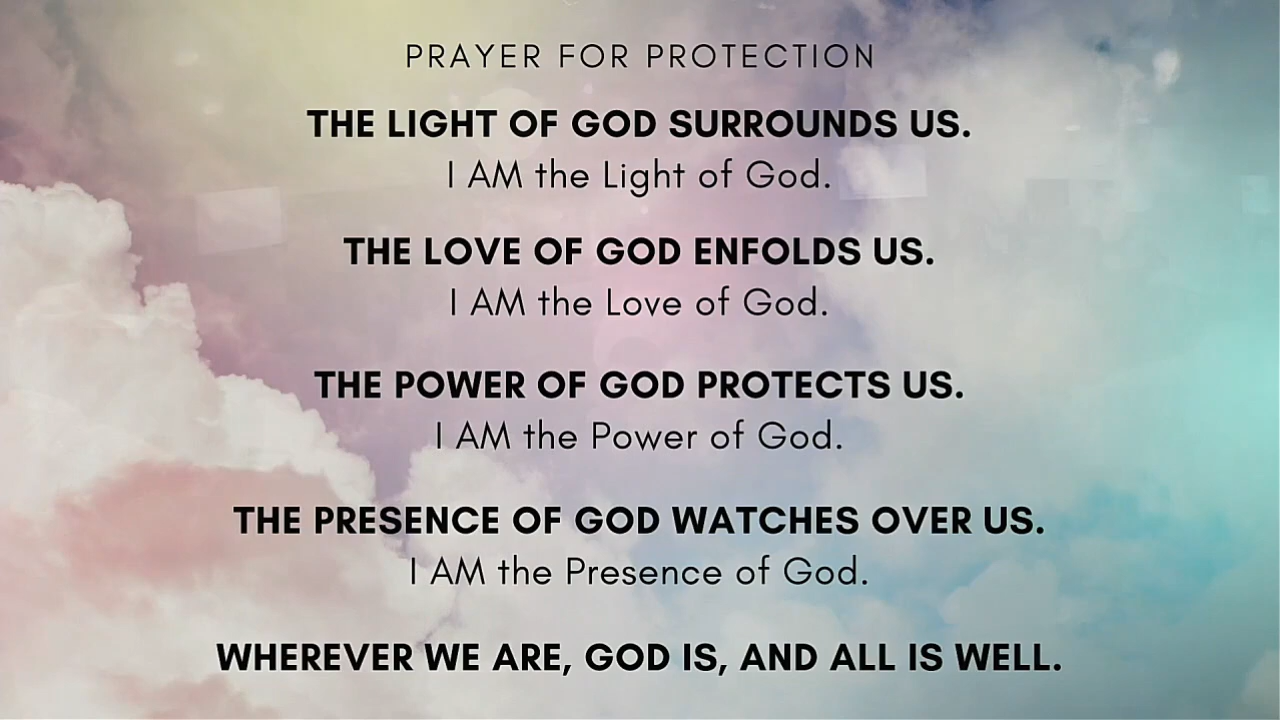 PRAYER FOR PROTECTION
THE LIGHT OF GOD SURROUNDS US.
I AM the Light of God.
THE LOVE OF GOD ENFOLDS US.
I AM the Love of God.
THE POWER OF GOD PROTECTS US.
I AM the Power of God.
THE PRESENCE OF GOD WATCHES OVER US.
I AM the Presence of God.
WHEREVER WE ARE, GOD IS, AND ALL IS WELL.